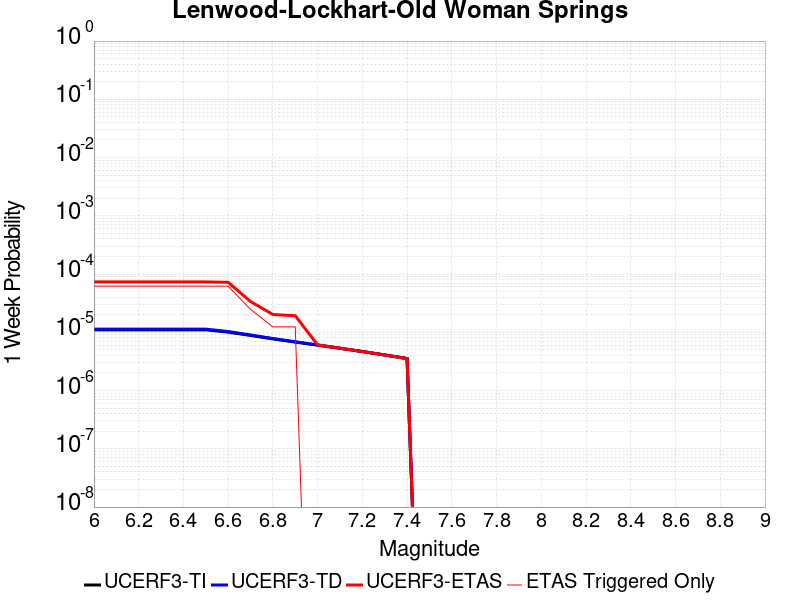 Lenwood-Lockhart-Old Woman Springs
10^0
10^-1
10^-2
10^-3
10^-4
10^-5
10^-6
10^-7
10^-8
1 Week Probability
6 6.2 6.4 6.6 6.8 7 7.2 7.4 7.6 7.8 8 8.2 8.4 8.6 8.8 9
Magnitude
UCERF3-TI UCERF3-TD UCERF3-ETAS ETAS Triggered Only